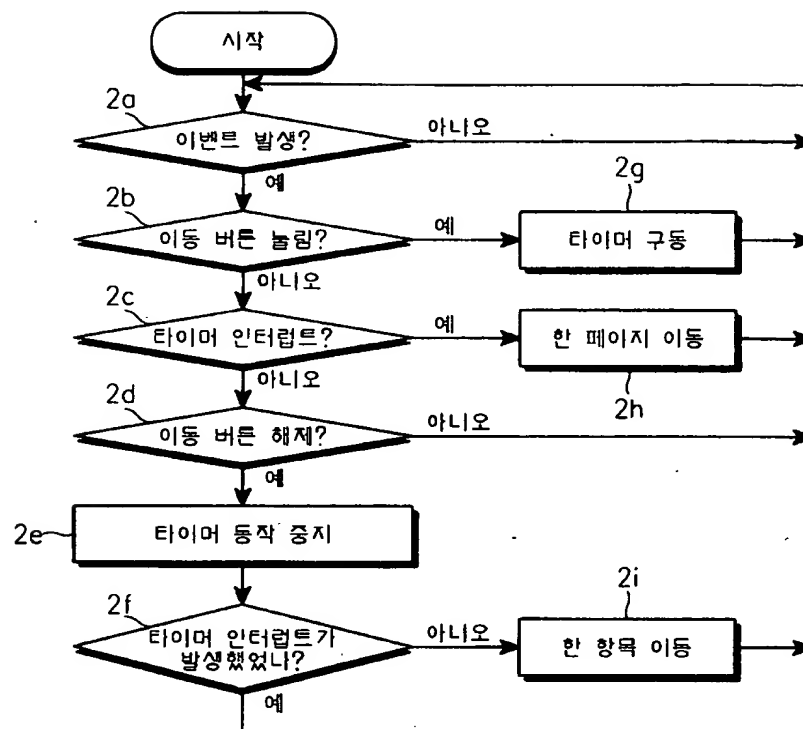 시작
2a
이벤트 발생?
아니오
예
2b
이동 버튼 눌림?
예
2g
타이머 구동
아니오
2c
타이머 인터럽트?
예
한 페이지 이동
2h
아니오
2d
이동 버튼 해제?
아니오
예
2e
타이머 동작 중지
2f
타이머 인터럽트가
발생했었나?
아니오
2i
한 항목 이동
예